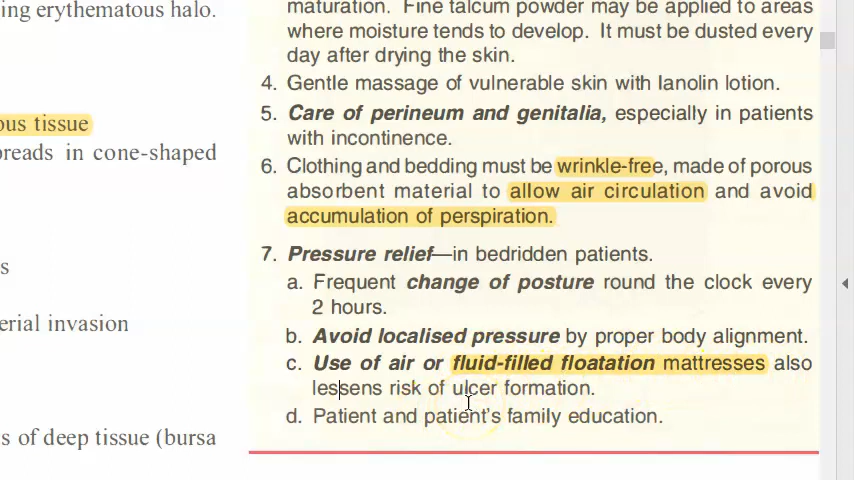 ing erythematous halo.
ous tissue
preads in cone-shaped
s
erial invasion
s of deep tissue (bursa
maturation. Fine talcum powder may be applied to areas
where moisture tends to develop. It must be dusted every
day after drying the skin.
4. Gentle massage of vulnerable skin with lanolin lotion.
5. Care of perineum and genitalia, especially in patients
with incontinence.
6. Clothing and bedding must be wrinkle-free, made of porous
absorbent material to allow air circulation and avoid
accumulation of perspiration.
7. Pressure relief—in bedridden patients.
a. Frequent change of posture round the clock every
2 hours.
b. Avoid localised pressure by proper body alignment.
c. Use of air or fluid-filled floatation mattresses also
lessens risk of ulcer formation.
d. Patient and patient's family education.